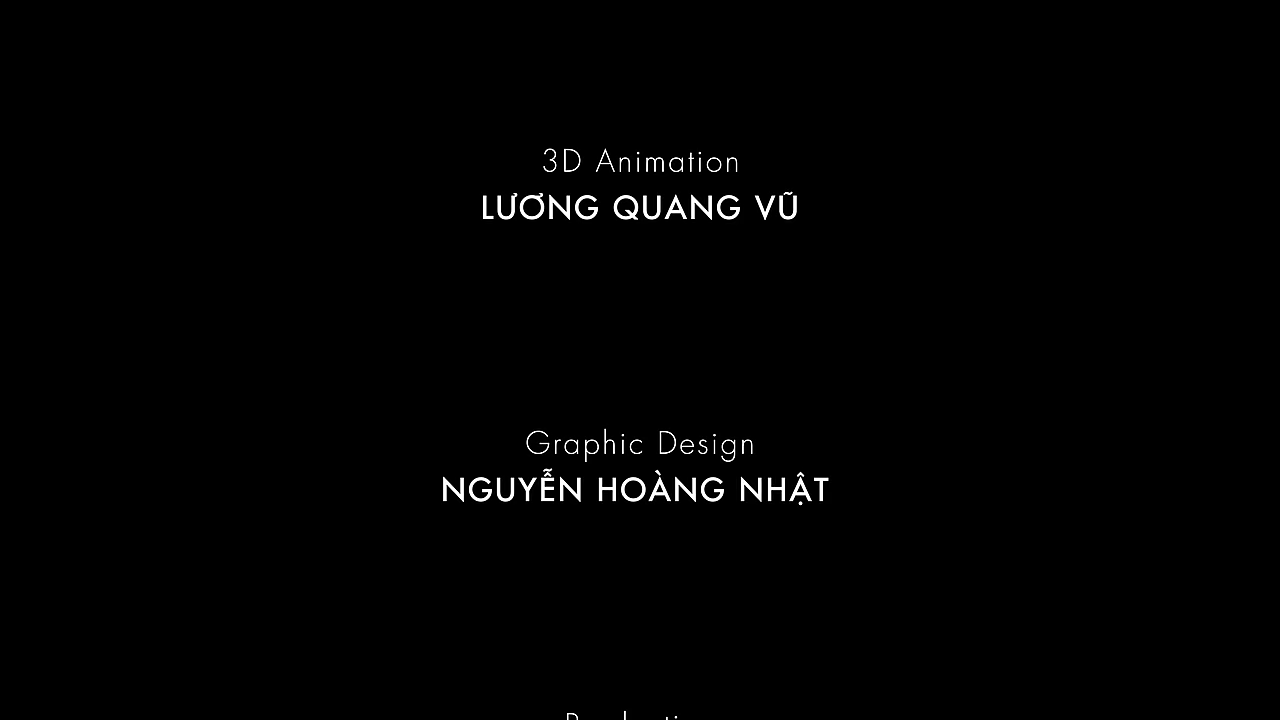 3D Animation
LƯƠNG QUANG VŨ
Graphic Design
NGUYỄN HOÀNG NHẬT